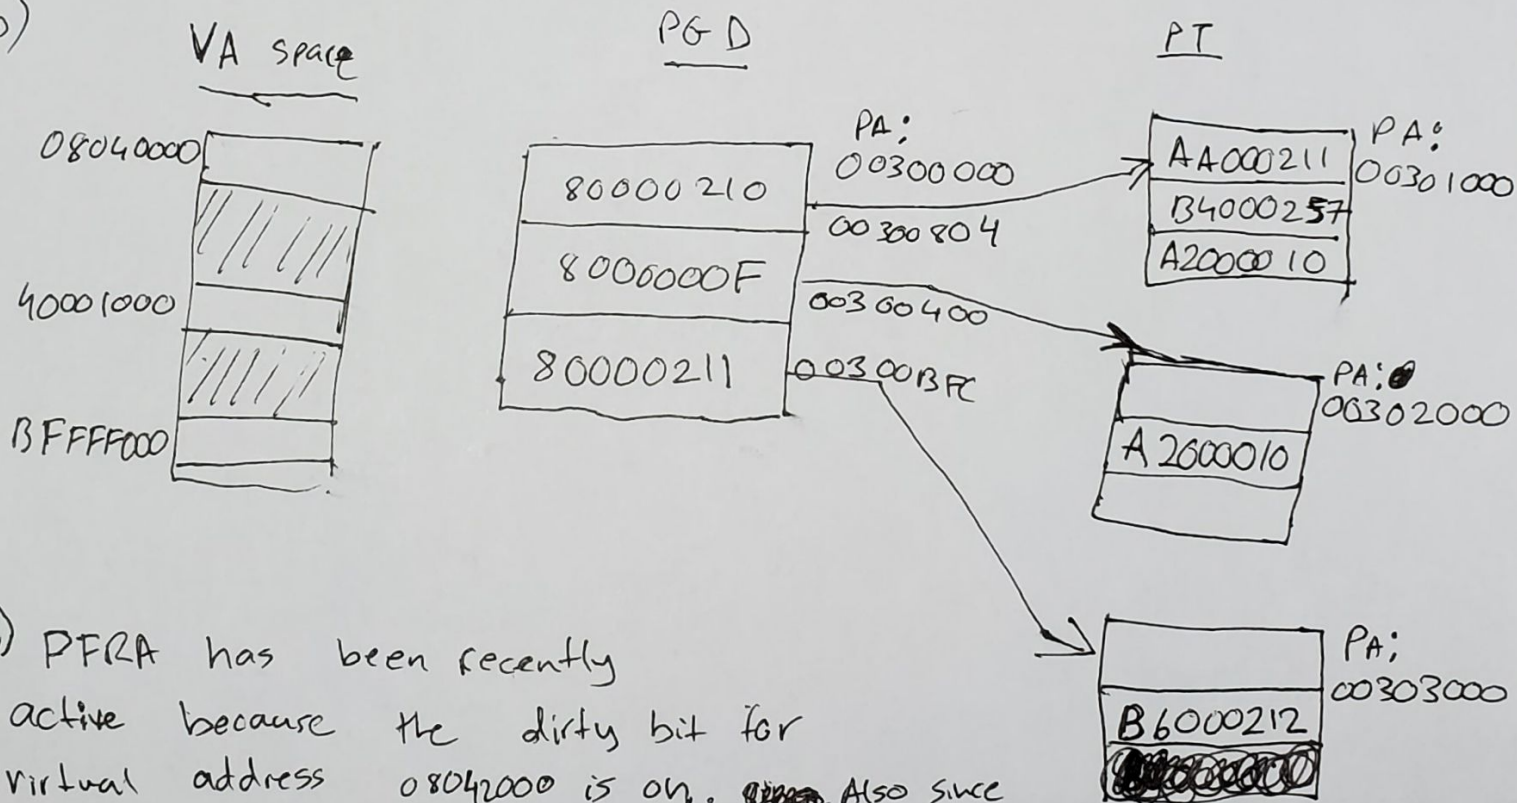 b)
VA space
PGD
PT
08040000
40001000
BFFFF000
80000210
8000000F
80000211
PA:
00300000
00300804
00300400
00300BFC
AA000211
B4000257
A2000010
PA:
00301000
A2000010
PA:
00302000
B6000212
PA:
00303000
) PFRA has been recently
active because the dirty bit for
virtual address 08042000 is on. Also since